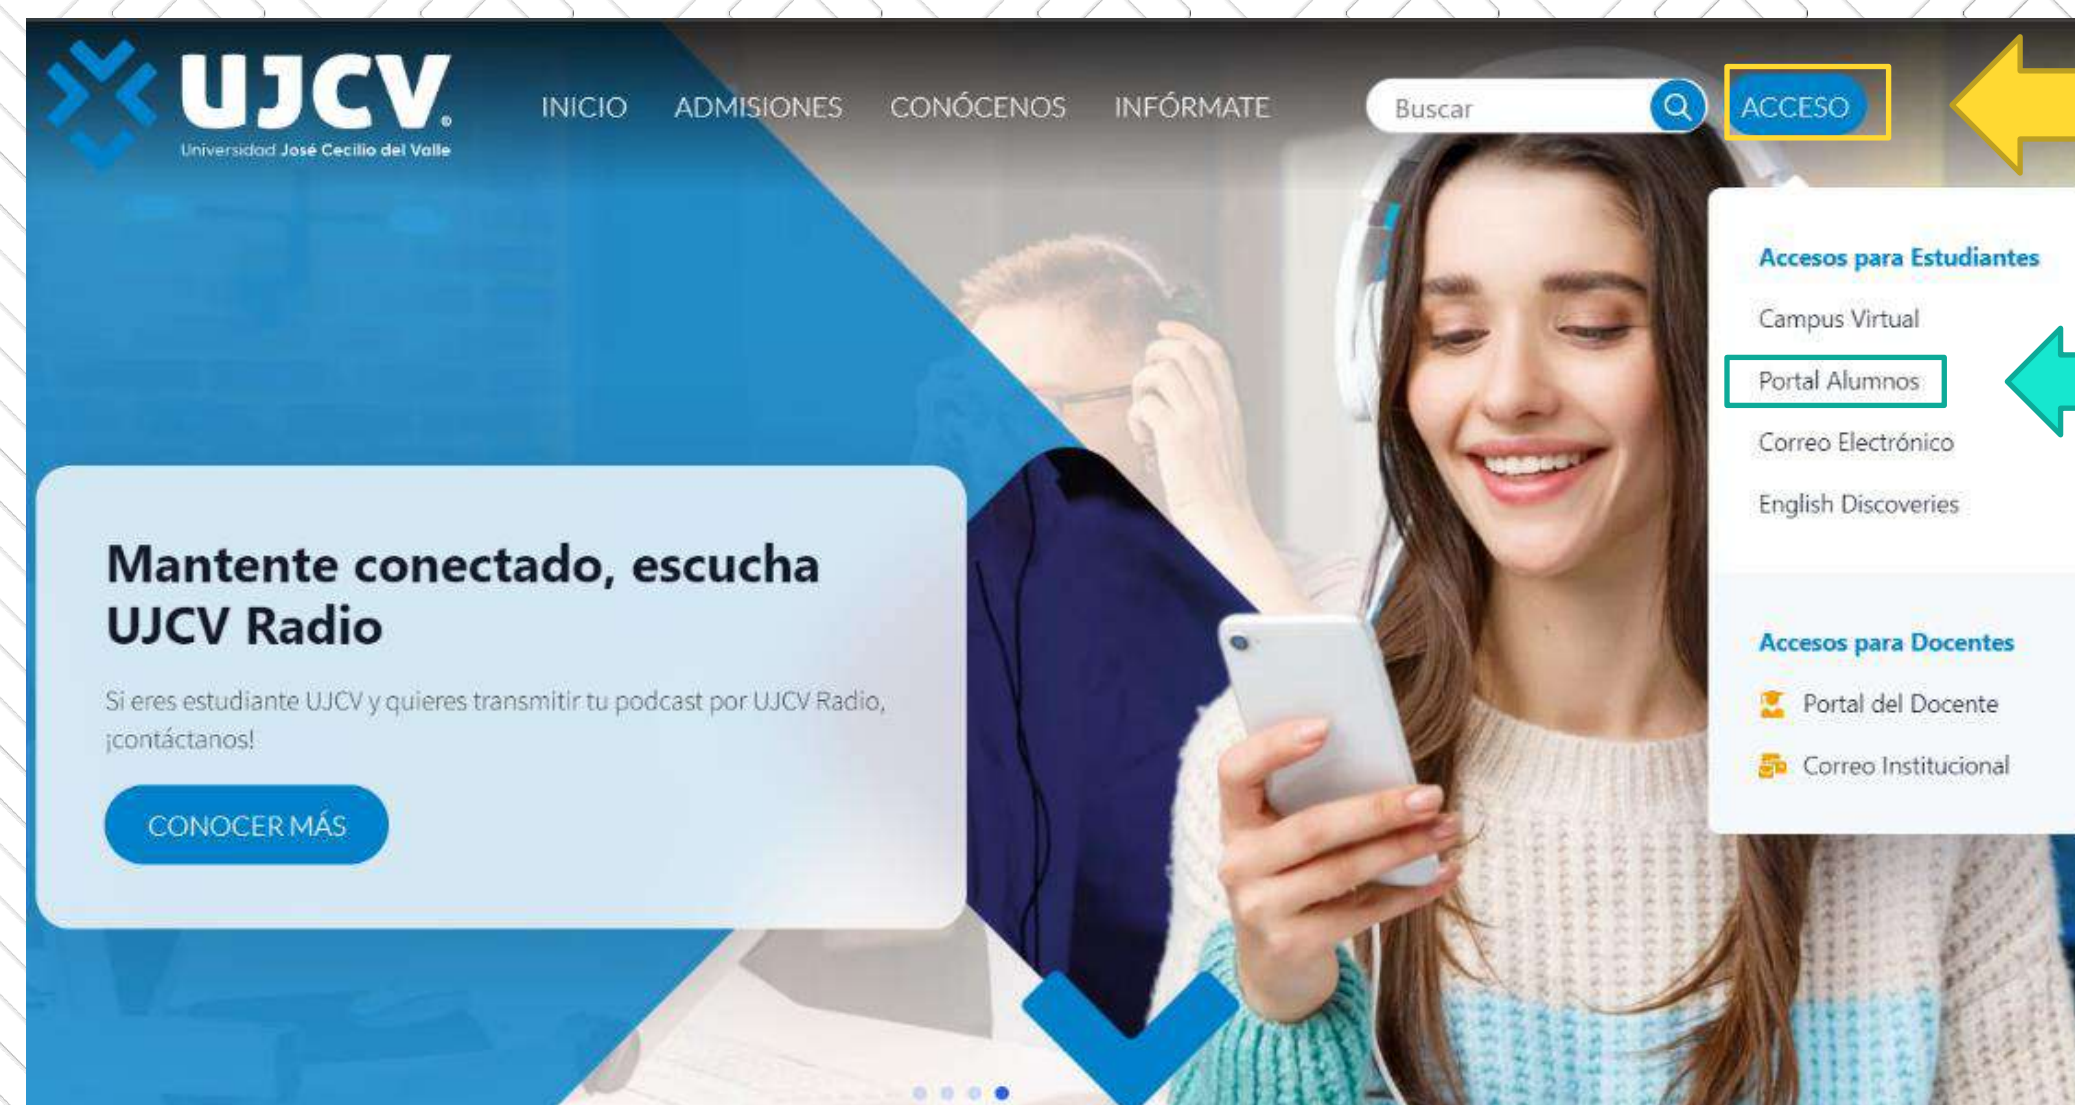 UJCV®
Universidad José Cecilio del Valle
INICIO ADMISIONES CONÓCENOS INFÓRMATE Buscar ACCESO
Accesos para Estudiantes
Campus Virtual
Portal Alumnos
Correo Electrónico
English Discoveries
Accesos para Docentes
Portal del Docente
Correo Institucional
Mantente conectado, escucha
UJCV Radio
Si eres estudiante UJCV y quieres transmitir tu podcast por UJCV Radio,
¡contáctanos!
CONOCER MÁS